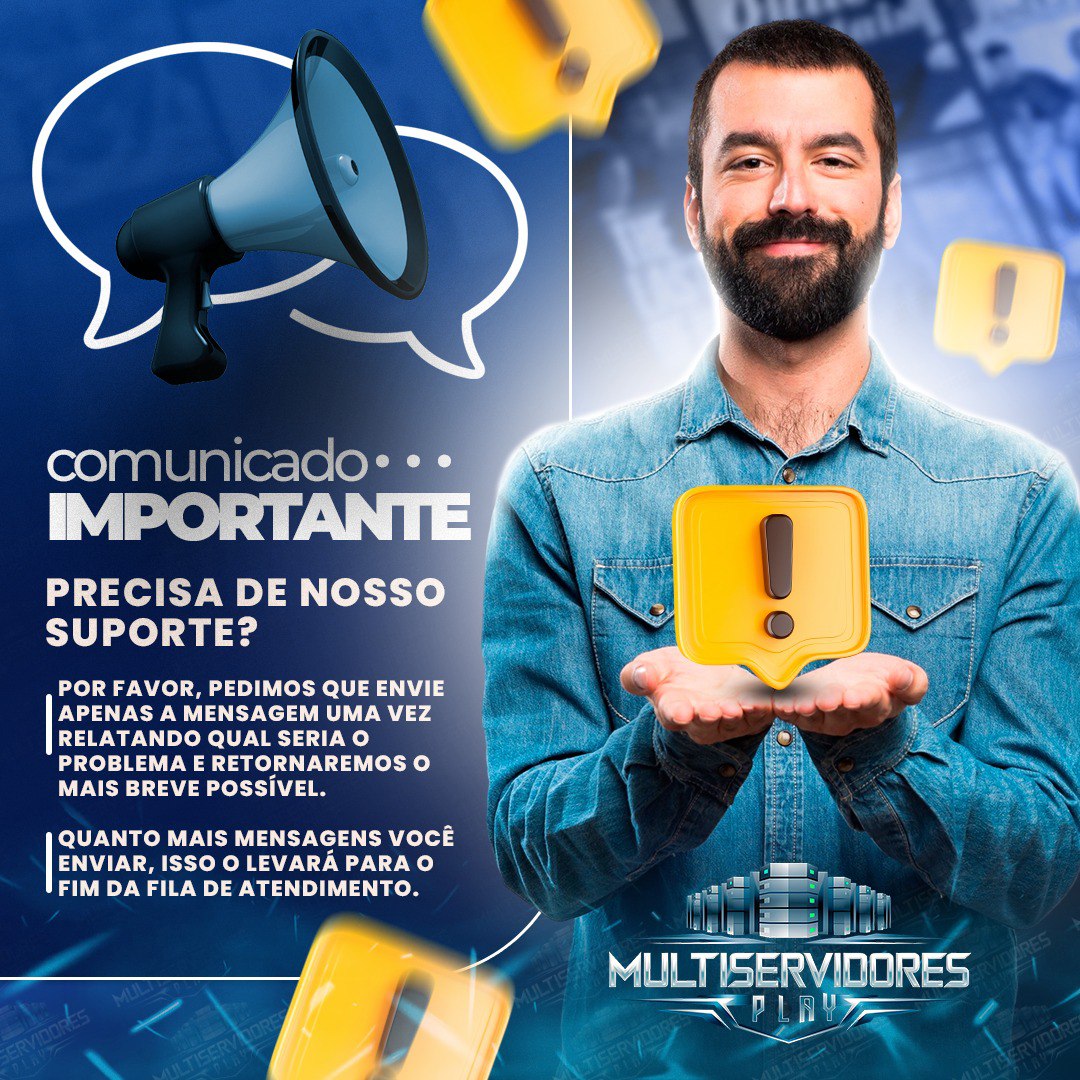 comunicado...
IMPORTANTE
PRECISA DE NOSSO
SUPORTE?
POR FAVOR, PEDIMOS QUE ENVIE
APENAS A MENSAGEM UMA VEZ
RELATANDO QUAL SERIA O
PROBLEMA E RETORNAREMOS O
MAIS BREVE POSSÍVEL.
QUANTO MAIS MENSAGENS VOCÊ
ENVIAR, ISSO O LEVARÁ PARA O
FIM DA FILA DE ATENDIMENTO.
MULTISERVIDORES
PLAY